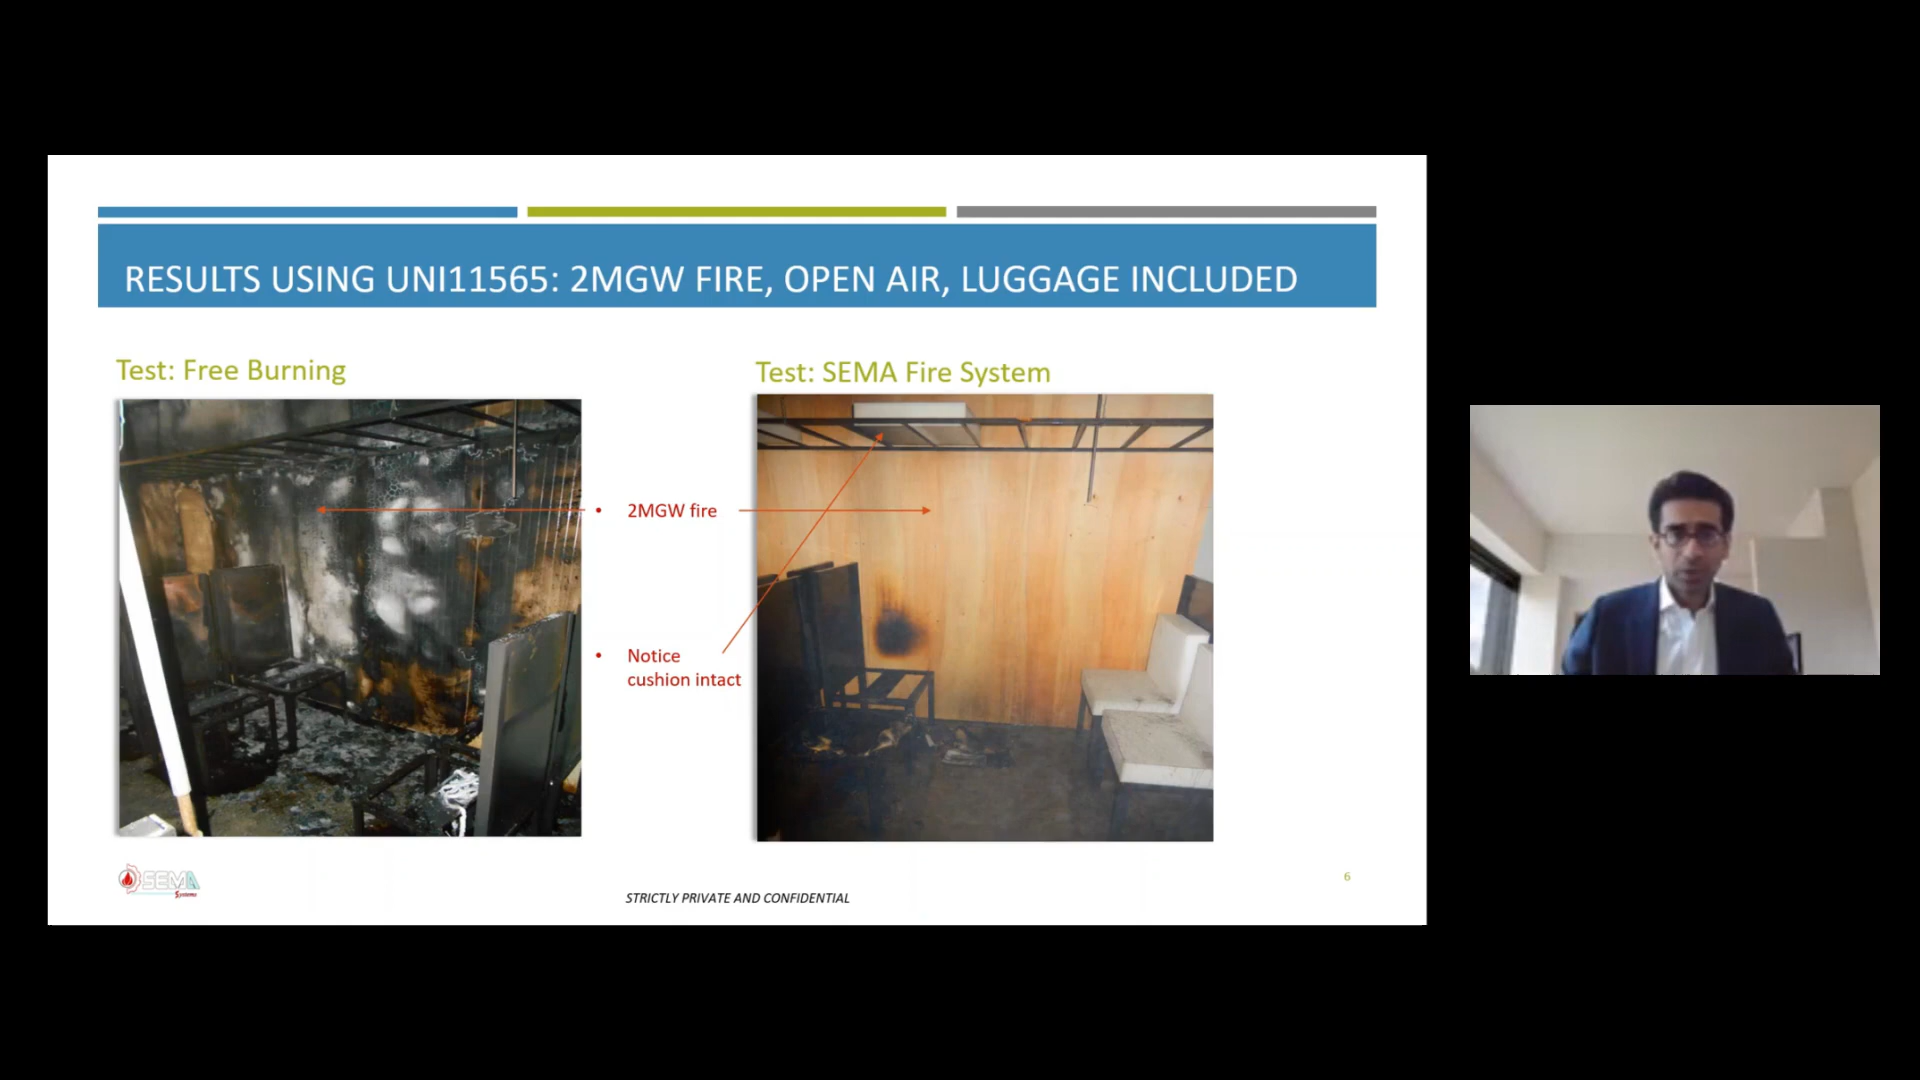 RESULTS USING UNI11565: 2MGW FIRE, OPEN AIR, LUGGAGE INCLUDED
Test: Free Burning
Test: SEMA Fire System
• 2MGW fire
• Notice
cushion intact
SEMA
Systems
STRICTLY PRIVATE AND CONFIDENTIAL
6